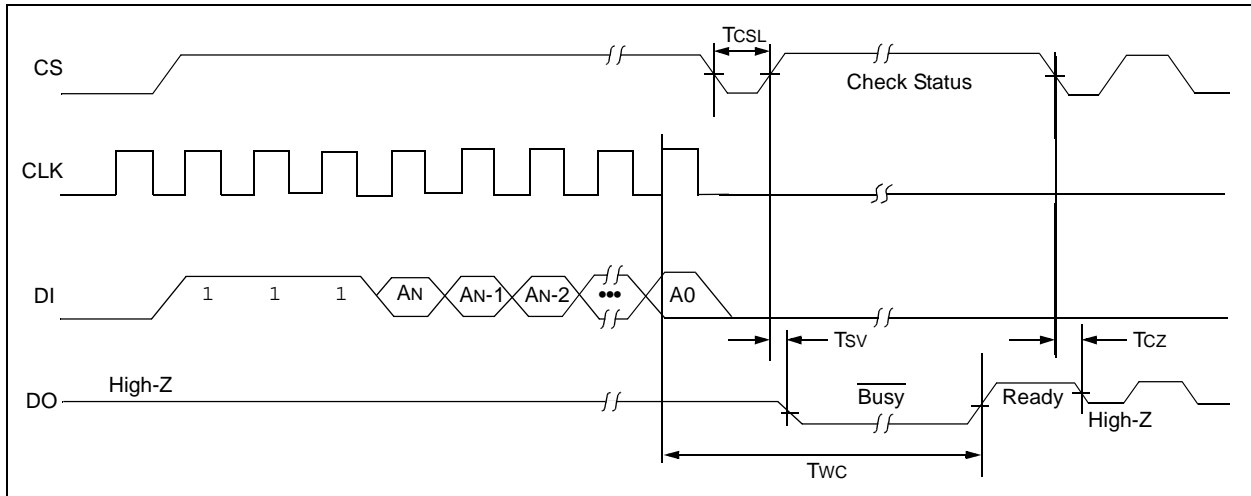 TCSL
CS
Check Status
CLK
DI
1 1 1 AN AN-1 AN-2 ••• A0
TSV
TCZ
High-Z
DO
Busy
Ready
High-Z
TWC